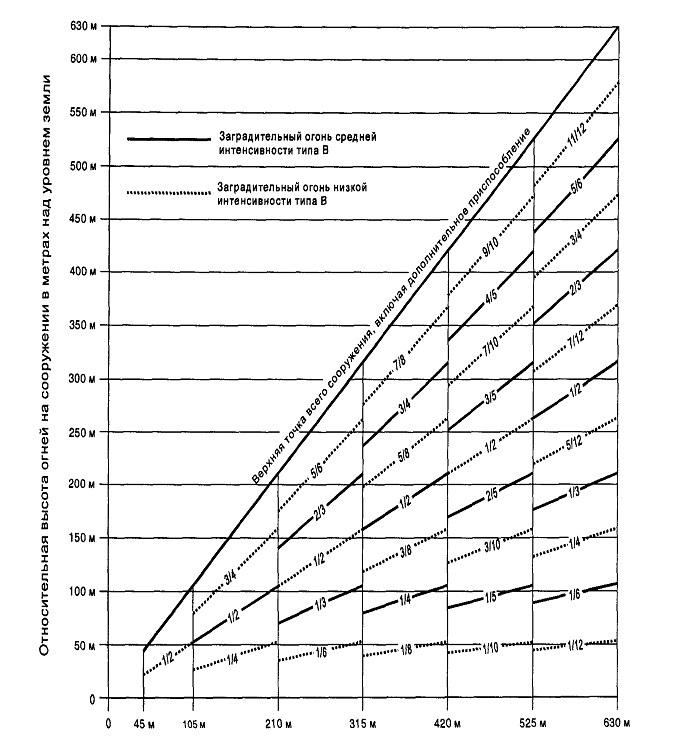 630 м
600 м
550 м
500 м
450 м
400 м
350 м
300 м
250 м
200 м
150 м
100 м
50 м
0
Относительная высота огней на сооружении в метрах над уровнем земли
Заградительный огонь средней
интенсивности типа В
Заградительный огонь низкой
интенсивности типа В
Верхняя точка всего сооружения, включая дополнительное приспособление
1/2
3/4
1/2
1/4
5/6
2/3
1/2
1/3
1/6
7/8
3/4
5/8
1/2
3/8
1/4
1/8
9/10
4/5
7/10
3/5
1/2
2/5
3/10
1/5
1/10
11/12
5/6
3/4
2/3
7/12
1/2
5/12
1/3
1/4
1/6
1/12
0 45 м 105 м 210 м 315 м 420 м 525 м 630 м